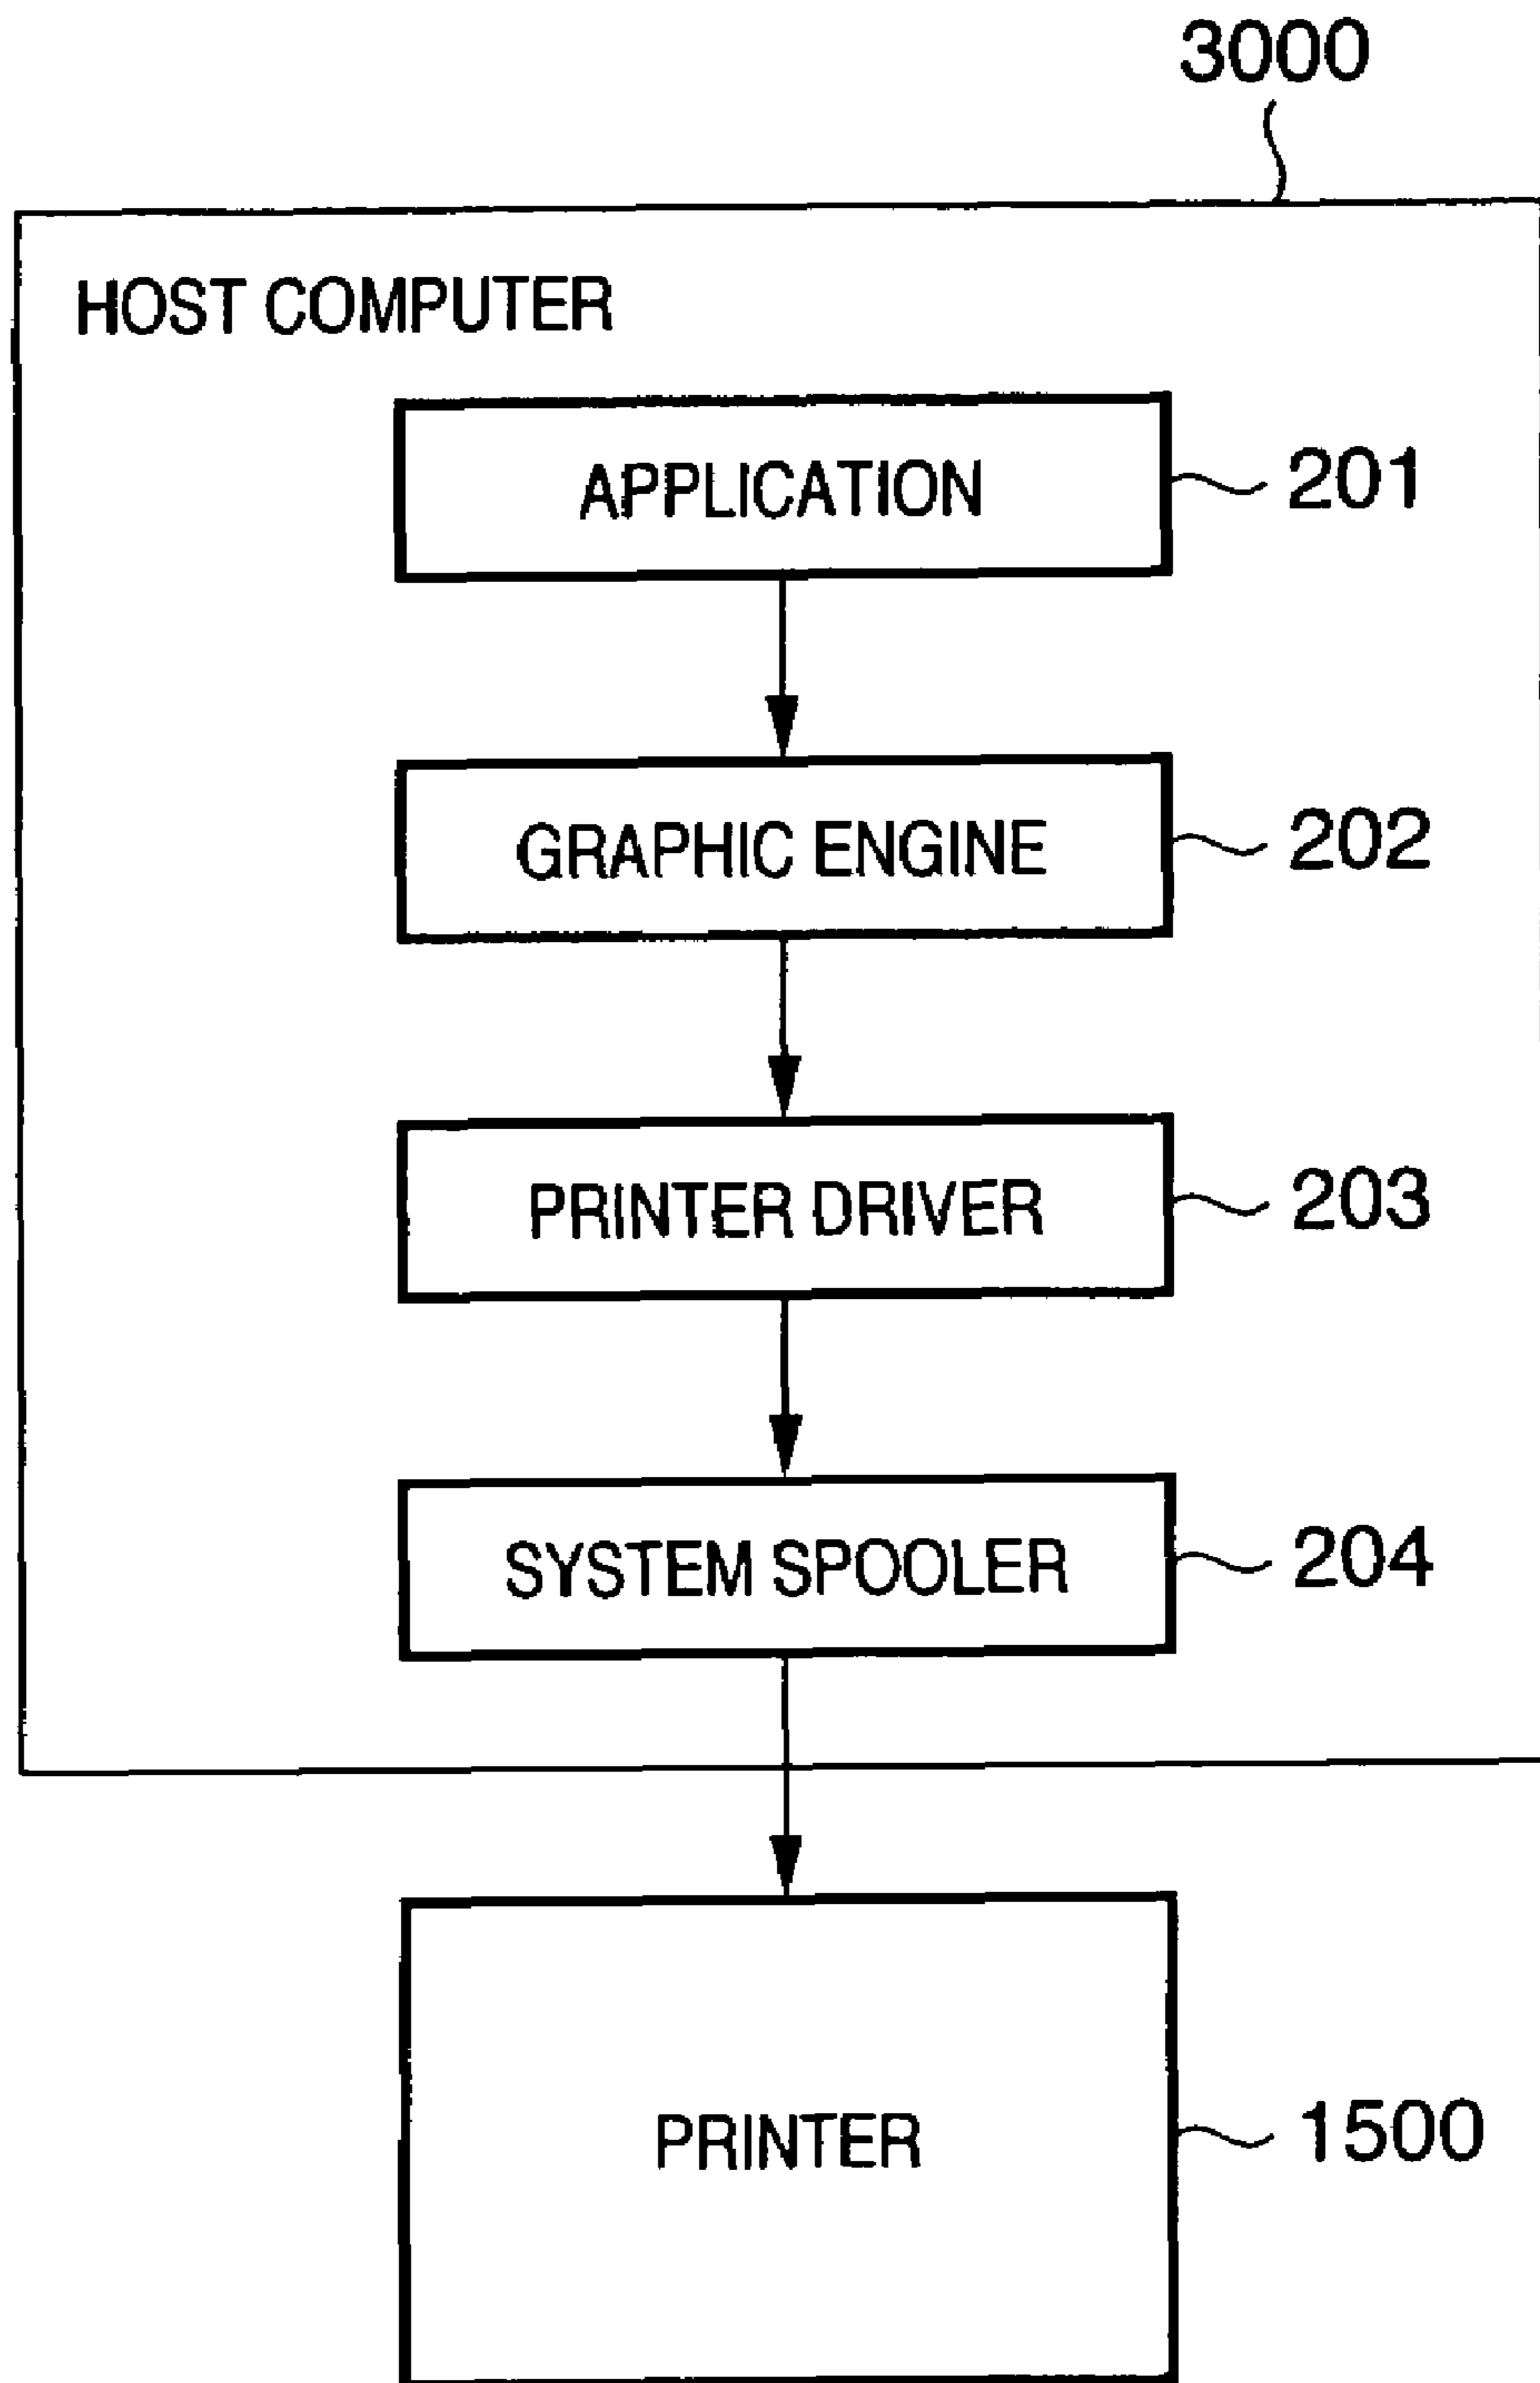 3000
HOST COMPUTER
APPLICATION 201
GRAPHIC ENGINE 202
PRINTER DRIVER 203
SYSTEM SPOOLER 204
PRINTER 1500